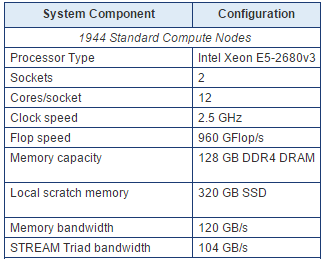 System Component Configuration
1944 Standard Compute Nodes
Processor Type Intel Xeon E5-2680v3
Sockets 2
Cores/socket 12
Clock speed 2.5 GHz
Flop speed 960 GFlop/s
Memory capacity 128 GB DDR4 DRAM
Local scratch memory 320 GB SSD
Memory bandwidth 120 GB/s
STREAM Triad bandwidth 104 GB/s